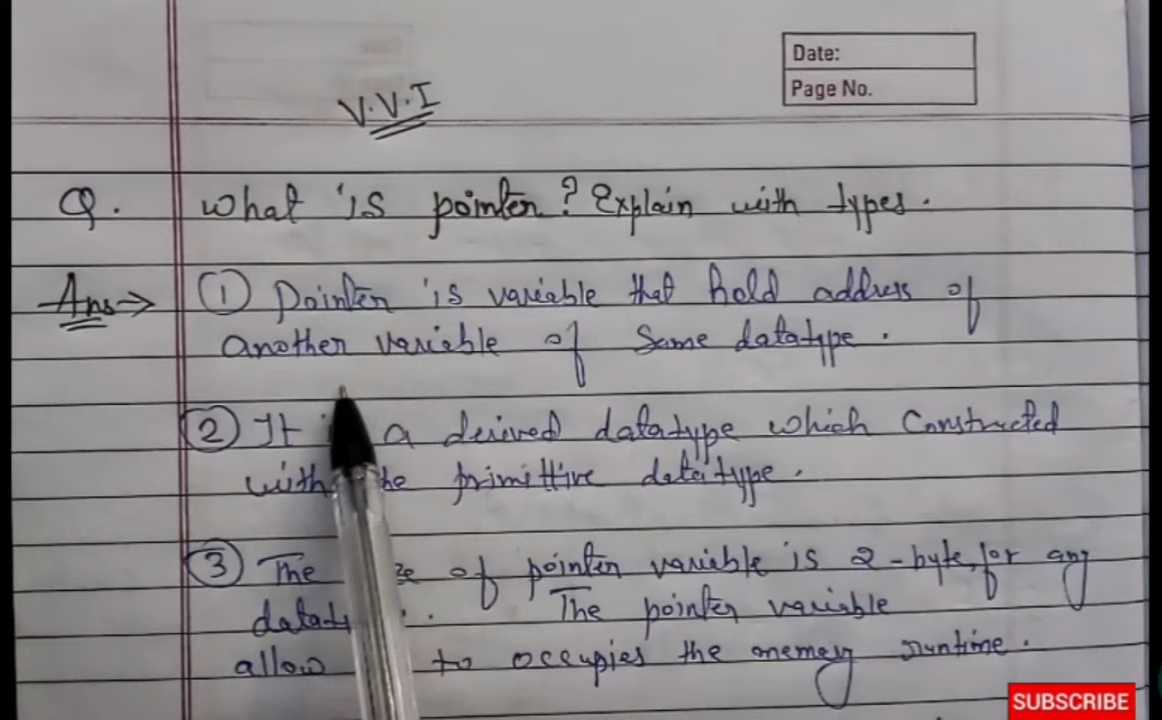 Date:
Page No.
V.V.I
Q. What is pointer? Explain with types.
Ans→ ① Pointer is variable that hold address of
another variable of Same datatype.
② It a derived datatype which Constructed
with primittive datatype.
③ The of pointer variable is 2-byte, for any
The pointer variable
allow to occupies the memory runtime.
SUBSCRIBE